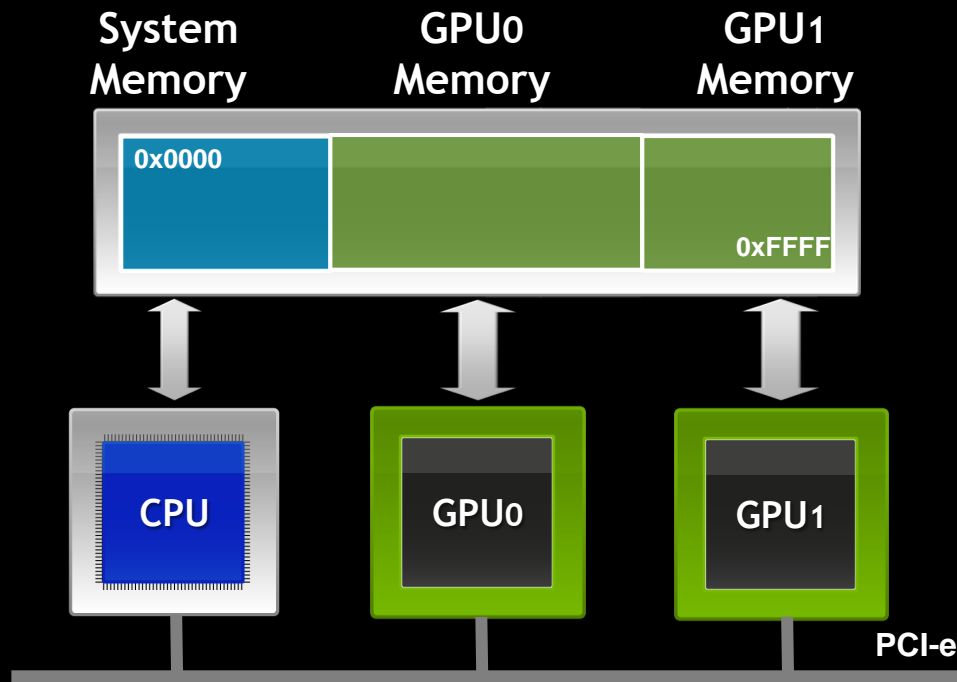 System
Memory
GPU0
Memory
GPU1
Memory
0x0000
0xFFFF
CPU
GPU0
GPU1
PCI-e